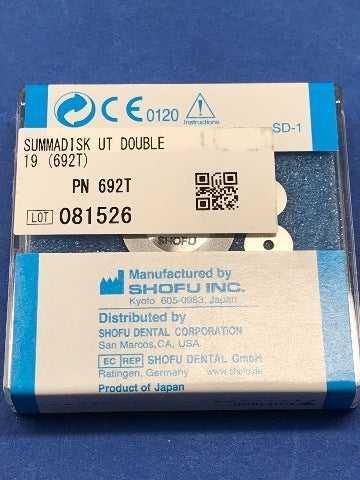 CE 0120
Instructions
SD-1
SUMMADISK UT DOUBLE
19 (692T)
PN 692T
LOT 081526
SHOFU
Manufactured by
SHOFU INC.
Kyoto 605-0983, Japan
Distributed by
SHOFU DENTAL CORPORATION
San Marcos, CA, USA
EC REP SHOFU DENTAL GmbH
Ratingen, Germany www.shofu.de
Product of Japan